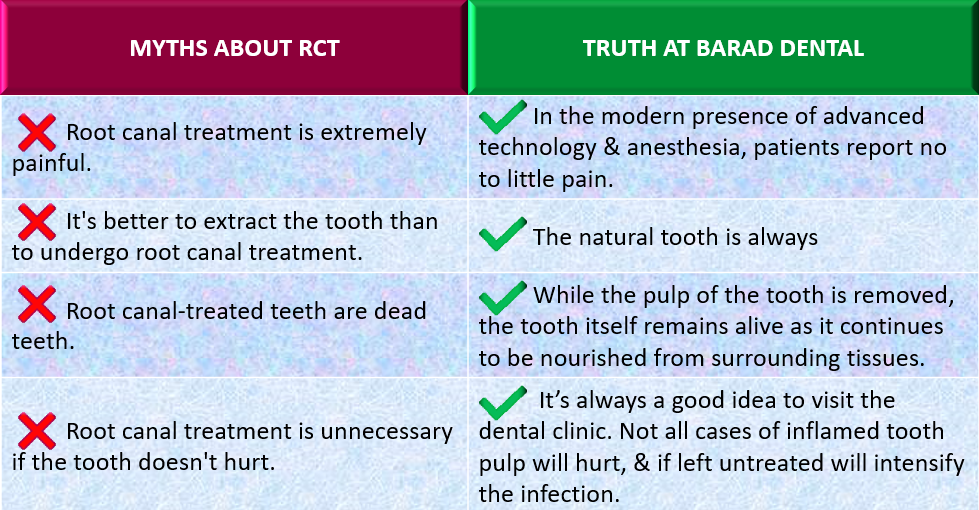 MYTHS ABOUT RCT
TRUTH AT BARAD DENTAL
Root canal treatment is extremely
painful.
In the modern presence of advanced
technology & anesthesia, patients report no
to little pain.
It's better to extract the tooth than
to undergo root canal treatment.
The natural tooth is always
Root canal-treated teeth are dead
teeth.
While the pulp of the tooth is removed,
the tooth itself remains alive as it continues
to be nourished from surrounding tissues.
Root canal treatment is unnecessary
if the tooth doesn't hurt.
It’s always a good idea to visit the
dental clinic. Not all cases of inflamed tooth
pulp will hurt, & if left untreated will intensify
the infection.